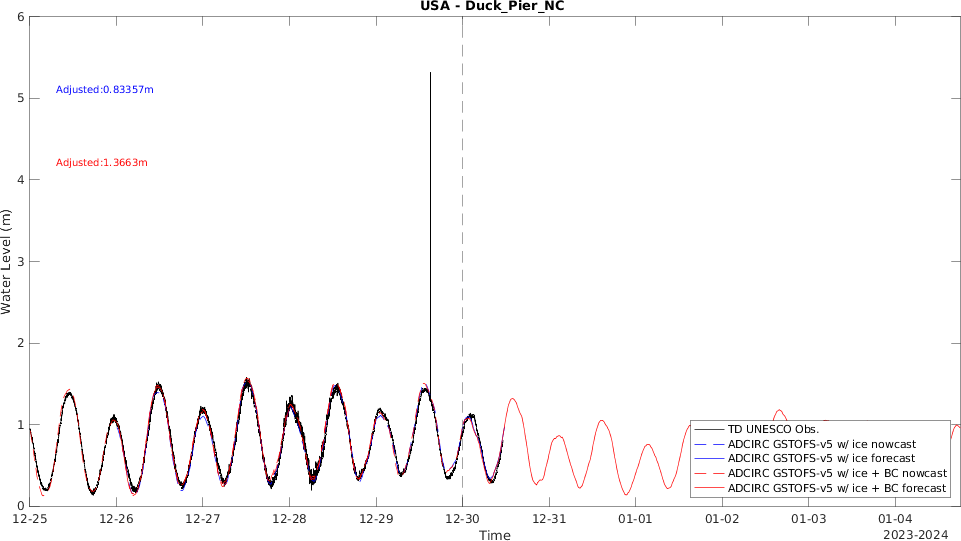 USA - Duck_Pier_NC
6
5
4
3
2
1
0
Adjusted:0.83357m
Adjusted:1.3663m
Water Level (m)
TD UNESCO Obs.
ADCIRC GSTOFS-v5 w/ ice nowcast
ADCIRC GSTOFS-v5 w/ ice forecast
ADCIRC GSTOFS-v5 w/ ice + BC nowcast
ADCIRC GSTOFS-v5 w/ ice + BC forecast
12-25 12-26 12-27 12-28 12-29 12-30 12-31 01-01 01-02 01-03 01-04
Time
2023-2024